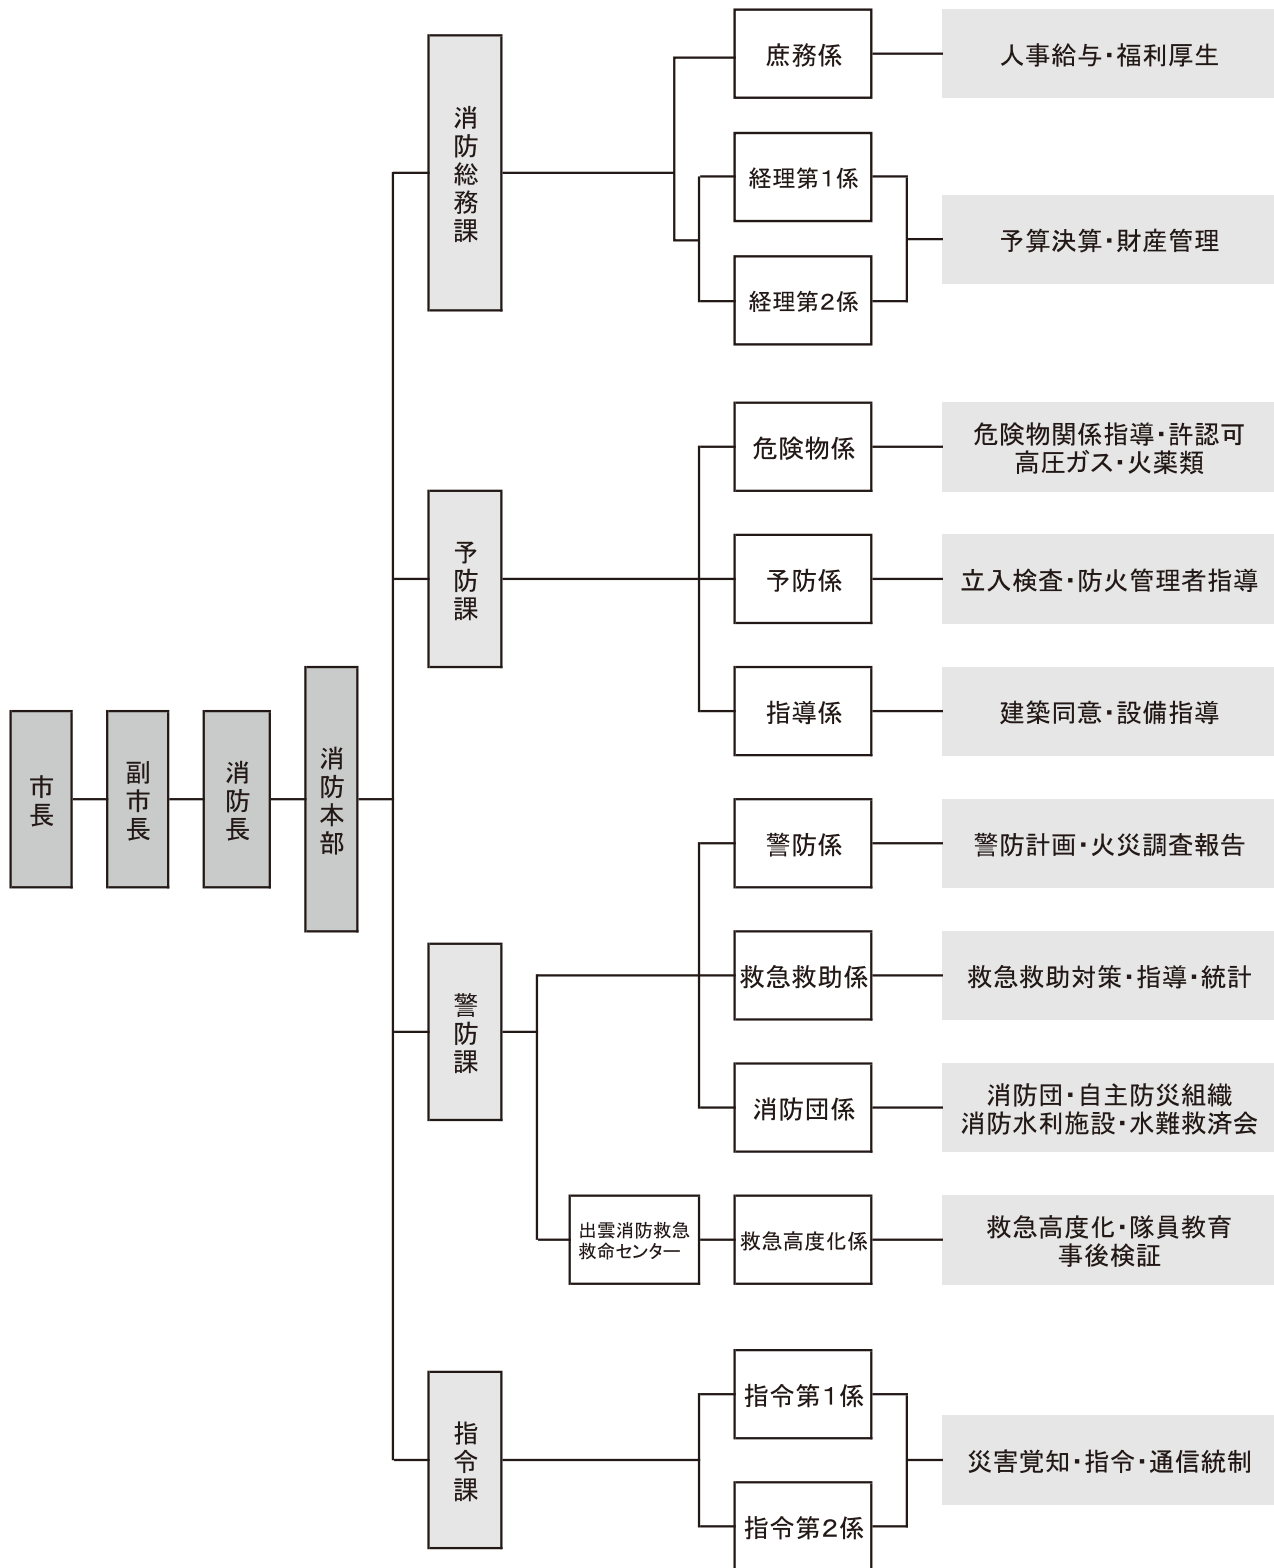 市長
副市長
消防長
消防本部
消防総務課
庶務係
人事給与・福利厚生
経理第1係
経理第2係
予算決算・財産管理
予防課
危険物係
危険物関係指導・許認可
高圧ガス・火薬類
予防係
立入検査・防火管理者指導
指導係
建築同意・設備指導
警防課
警防係
警防計画・火災調査報告
救急救助係
救急救助対策・指導・統計
消防団係
消防団・自主防災組織
消防水利施設・水難救済会
出雲消防救急
救命センター
救急高度化係
救急高度化・隊員教育
事後検証
指令課
指令第1係
指令第2係
災害覚知・指令・通信統制